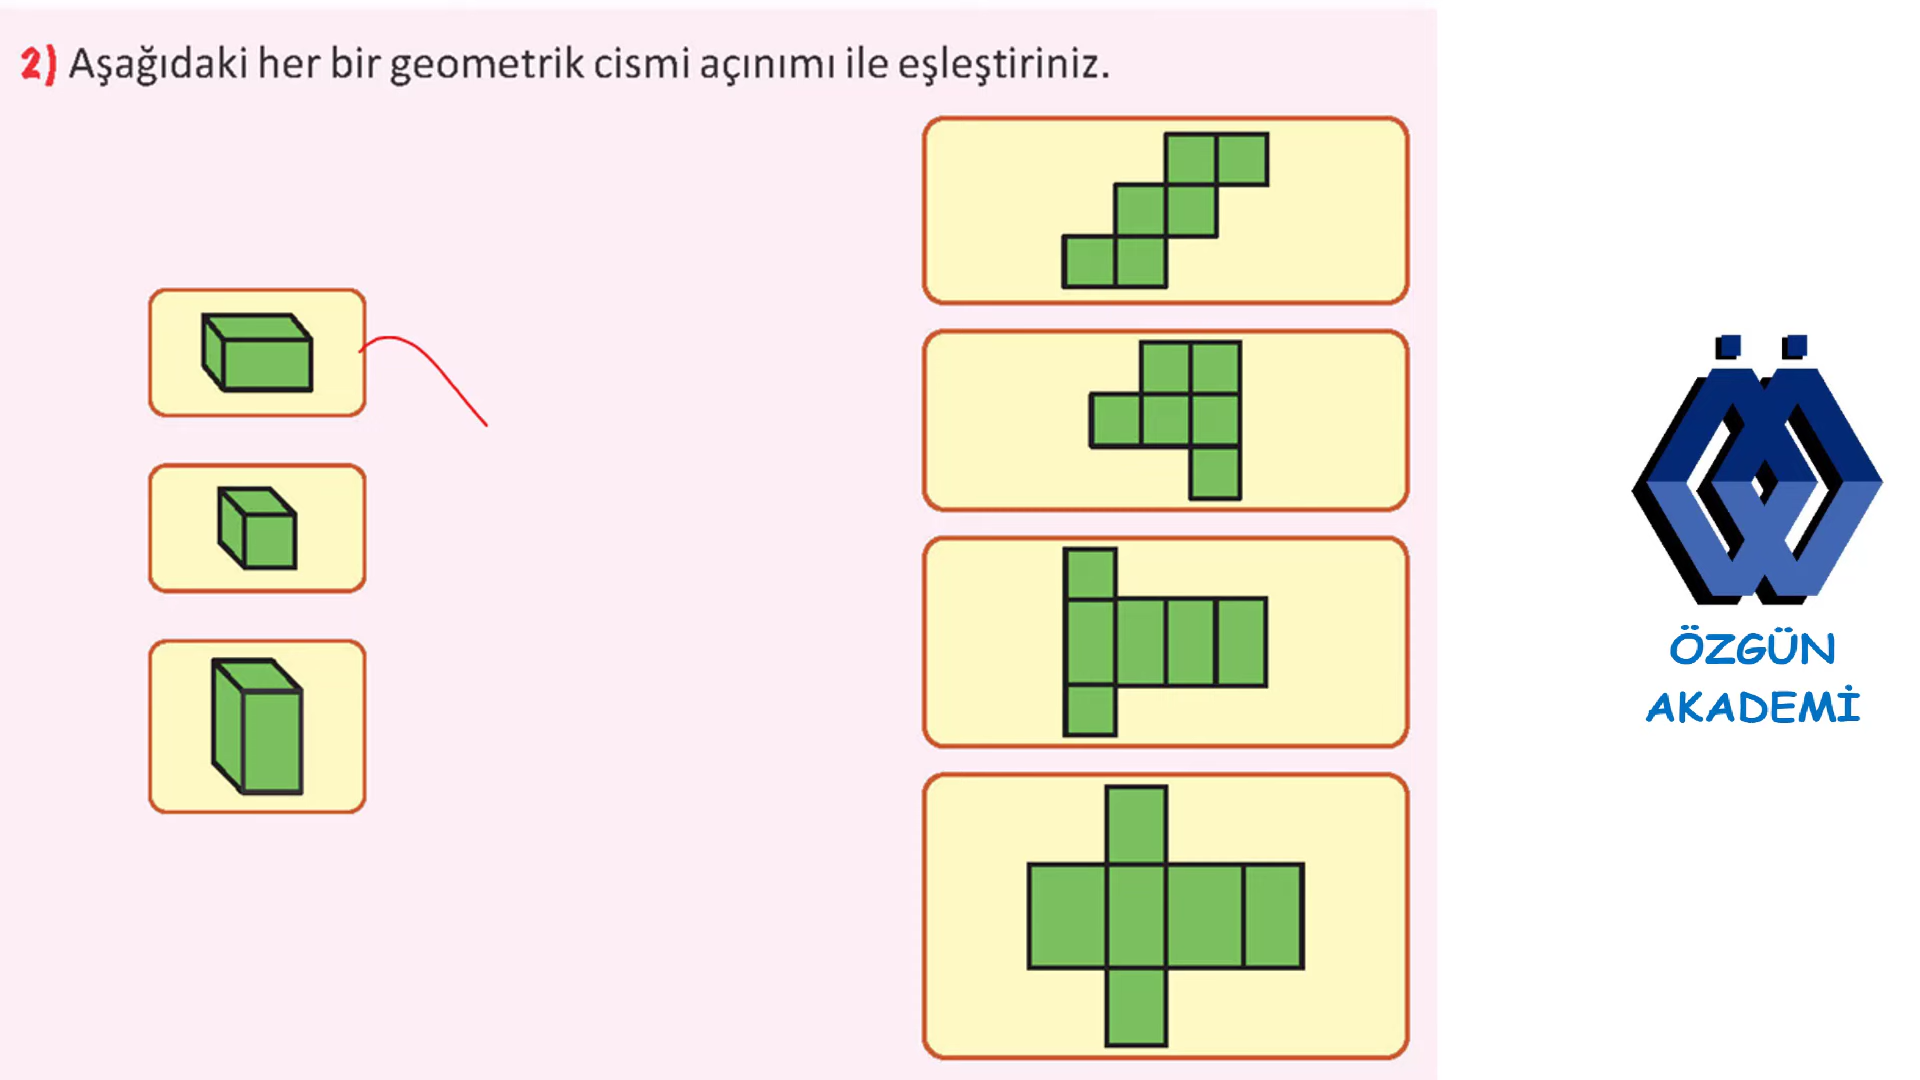 2) Aşağıdaki her bir geometrik cismi açınımı ile eşleştiriniz.
ÖZGÜN
AKADEMİ